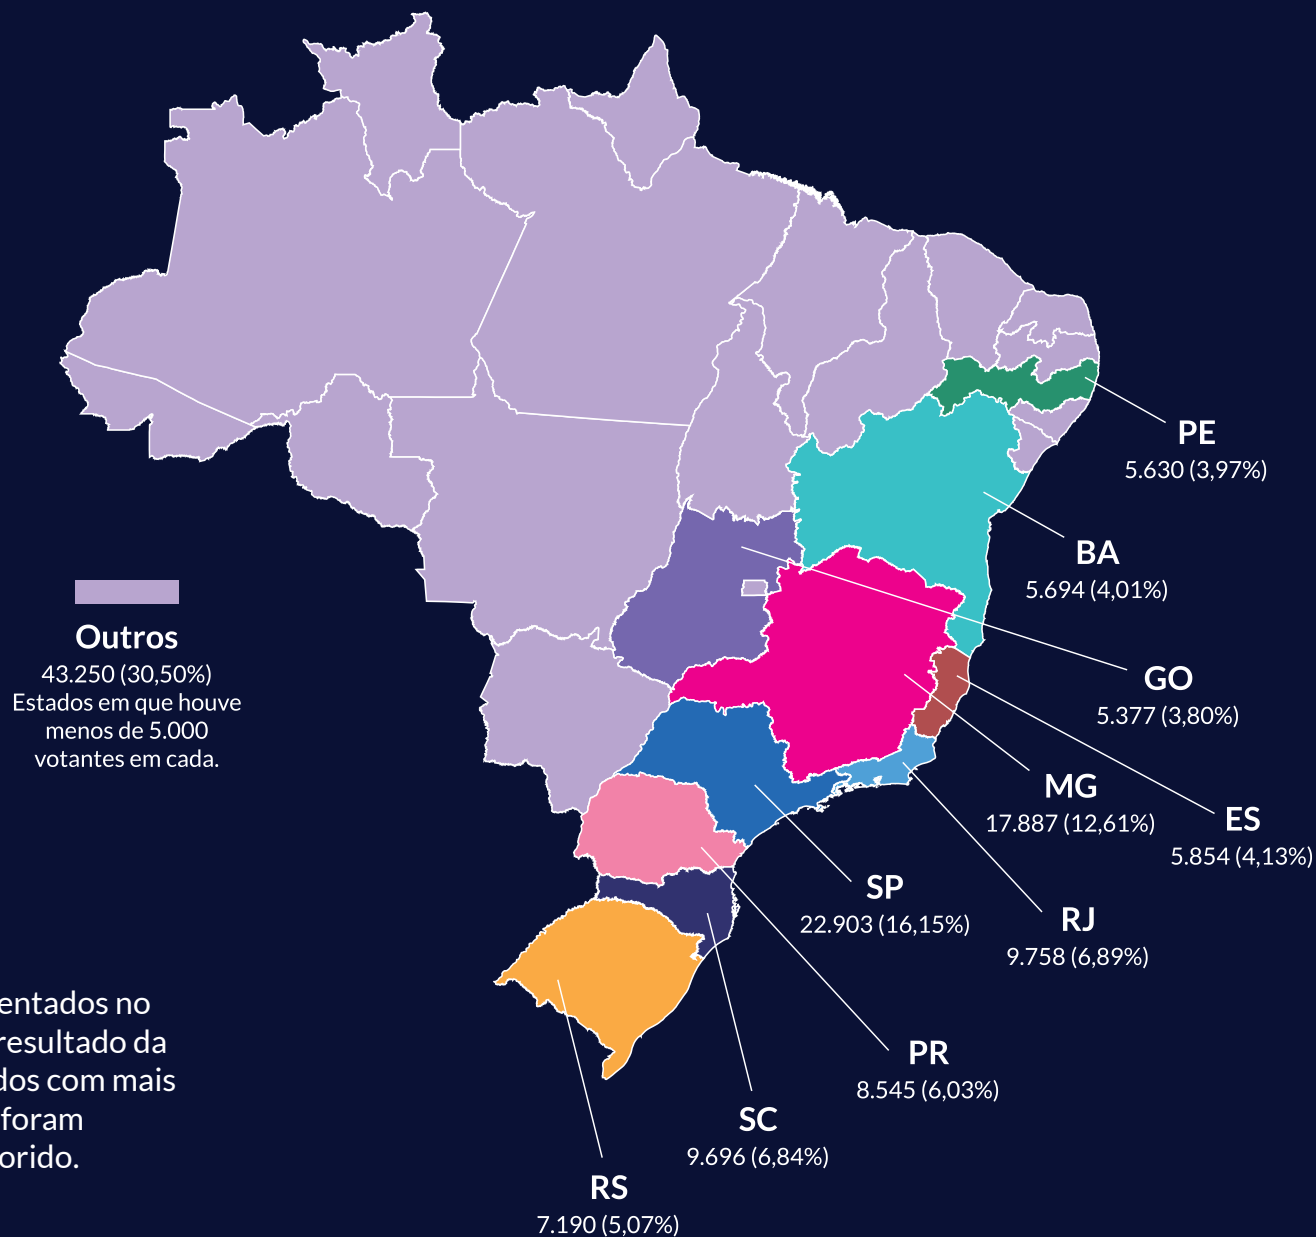 PE
5.630 (3,97%)
BA
5.694 (4,01%)
Outros
43.250 (30,50%)
Estados em que houve
menos de 5.000
votantes em cada.
GO
5.377 (3,80%)
MG
17.887 (12,61%)
ES
5.854 (4,13%)
SP
22.903 (16,15%)
RJ
9.758 (6,89%)
entados no
resultado da
dos com mais
foram
orido.
PR
8.545 (6,03%)
SC
9.696 (6,84%)
RS
7.190 (5,07%)